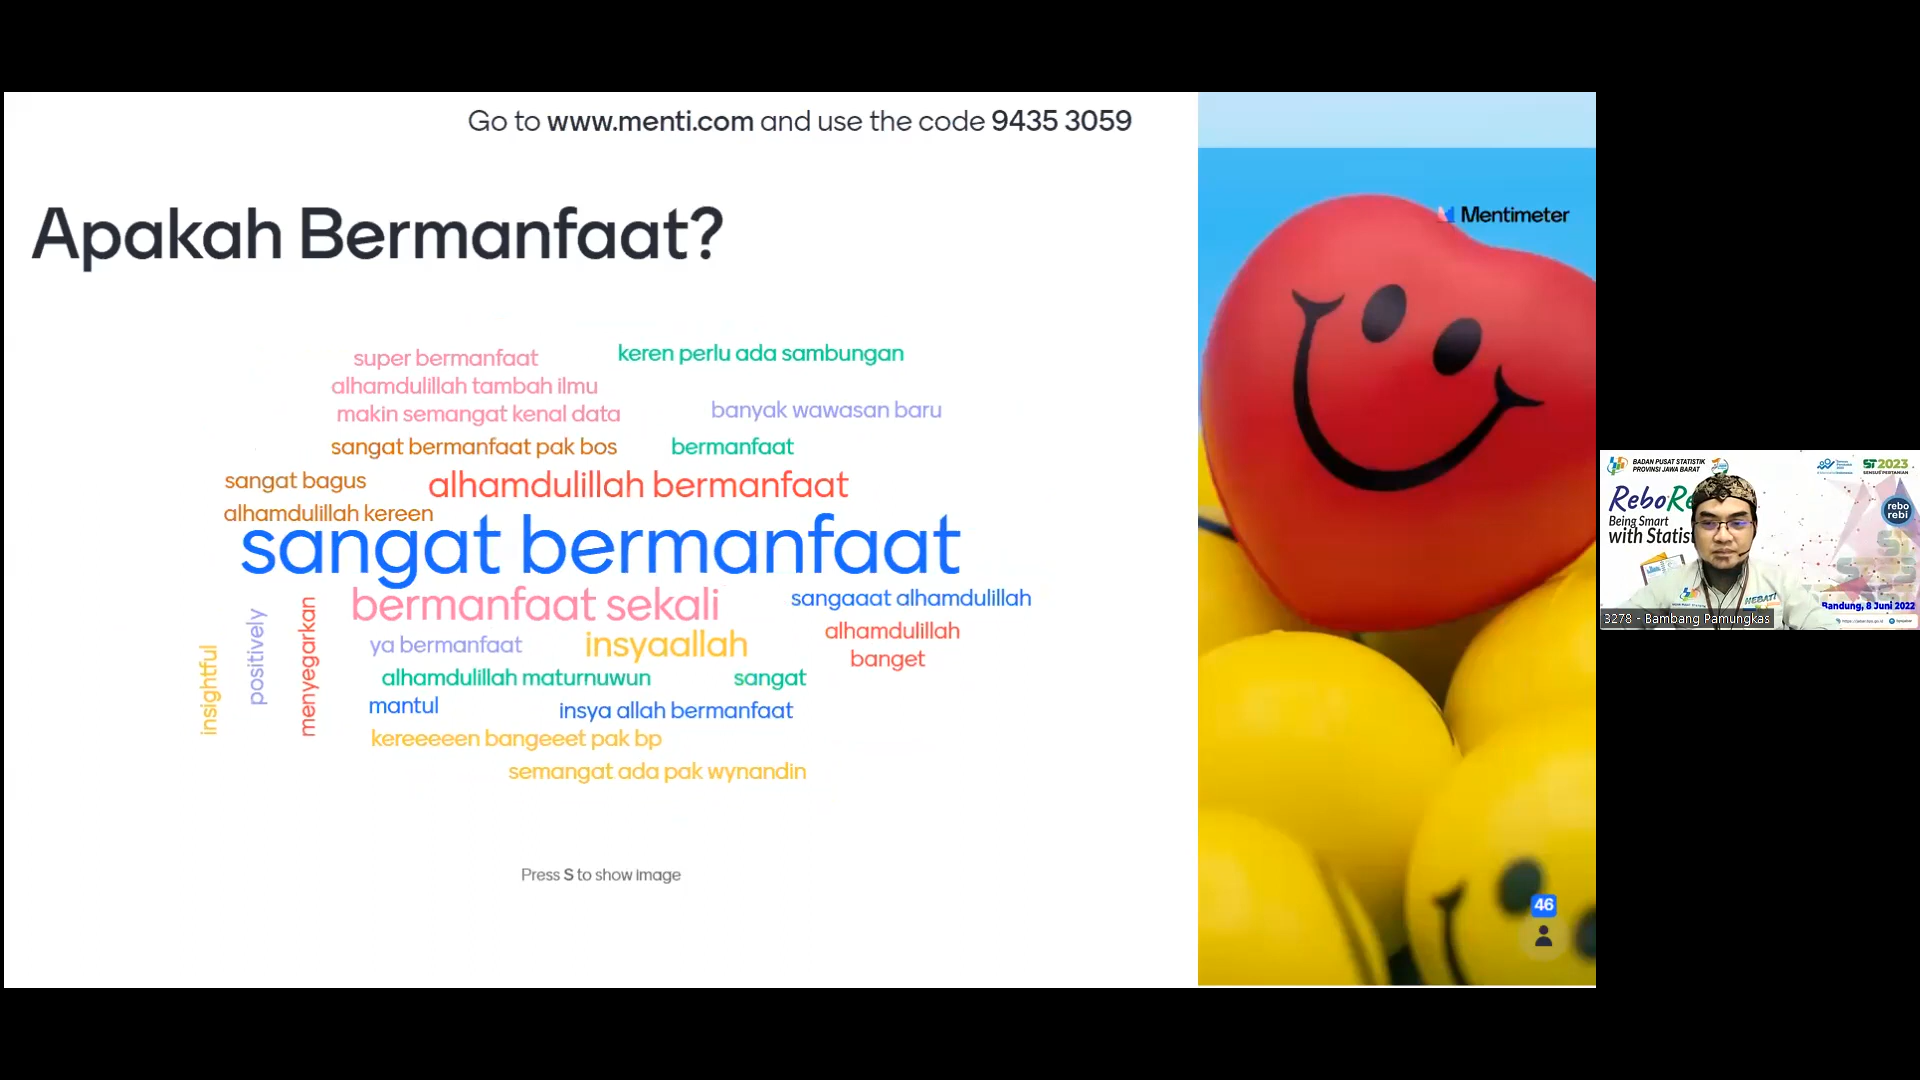 Go to www.menti.com and use the code 9435 3059
Mentimeter
Apakah Bermanfaat?
super bermanfaat
keren perlu ada sambungan
alhamdulillah tambah ilmu
makin semangat kenal data
banyak wawasan baru
sangat bermanfaat pak bos
bermanfaat
sangat bagus
alhamdulillah bermanfaat
alhamdulillah kereen
sangat bermanfaat
bermanfaat sekali
sangaaat alhamdulillah
insightful
positively
menyegarkan
ya bermanfaat
insyaallah
alhamdulillah
banget
alhamdulillah maturnuwun
sangat
mantul
insya allah bermanfaat
kereeeeen bangeeet pak bp
semangat ada pak wynandin
Press S to show image
46
BADAN PUSAT STATISTIK
PROVINSI JAWA BARAT
ST2023
SENSUS PERTANIAN
ReboRe
Being Smart
with Statist
rebo
rebi
NEBATI
Bandung, 8 Juni 2022
3278 - Bambang Pamungkas